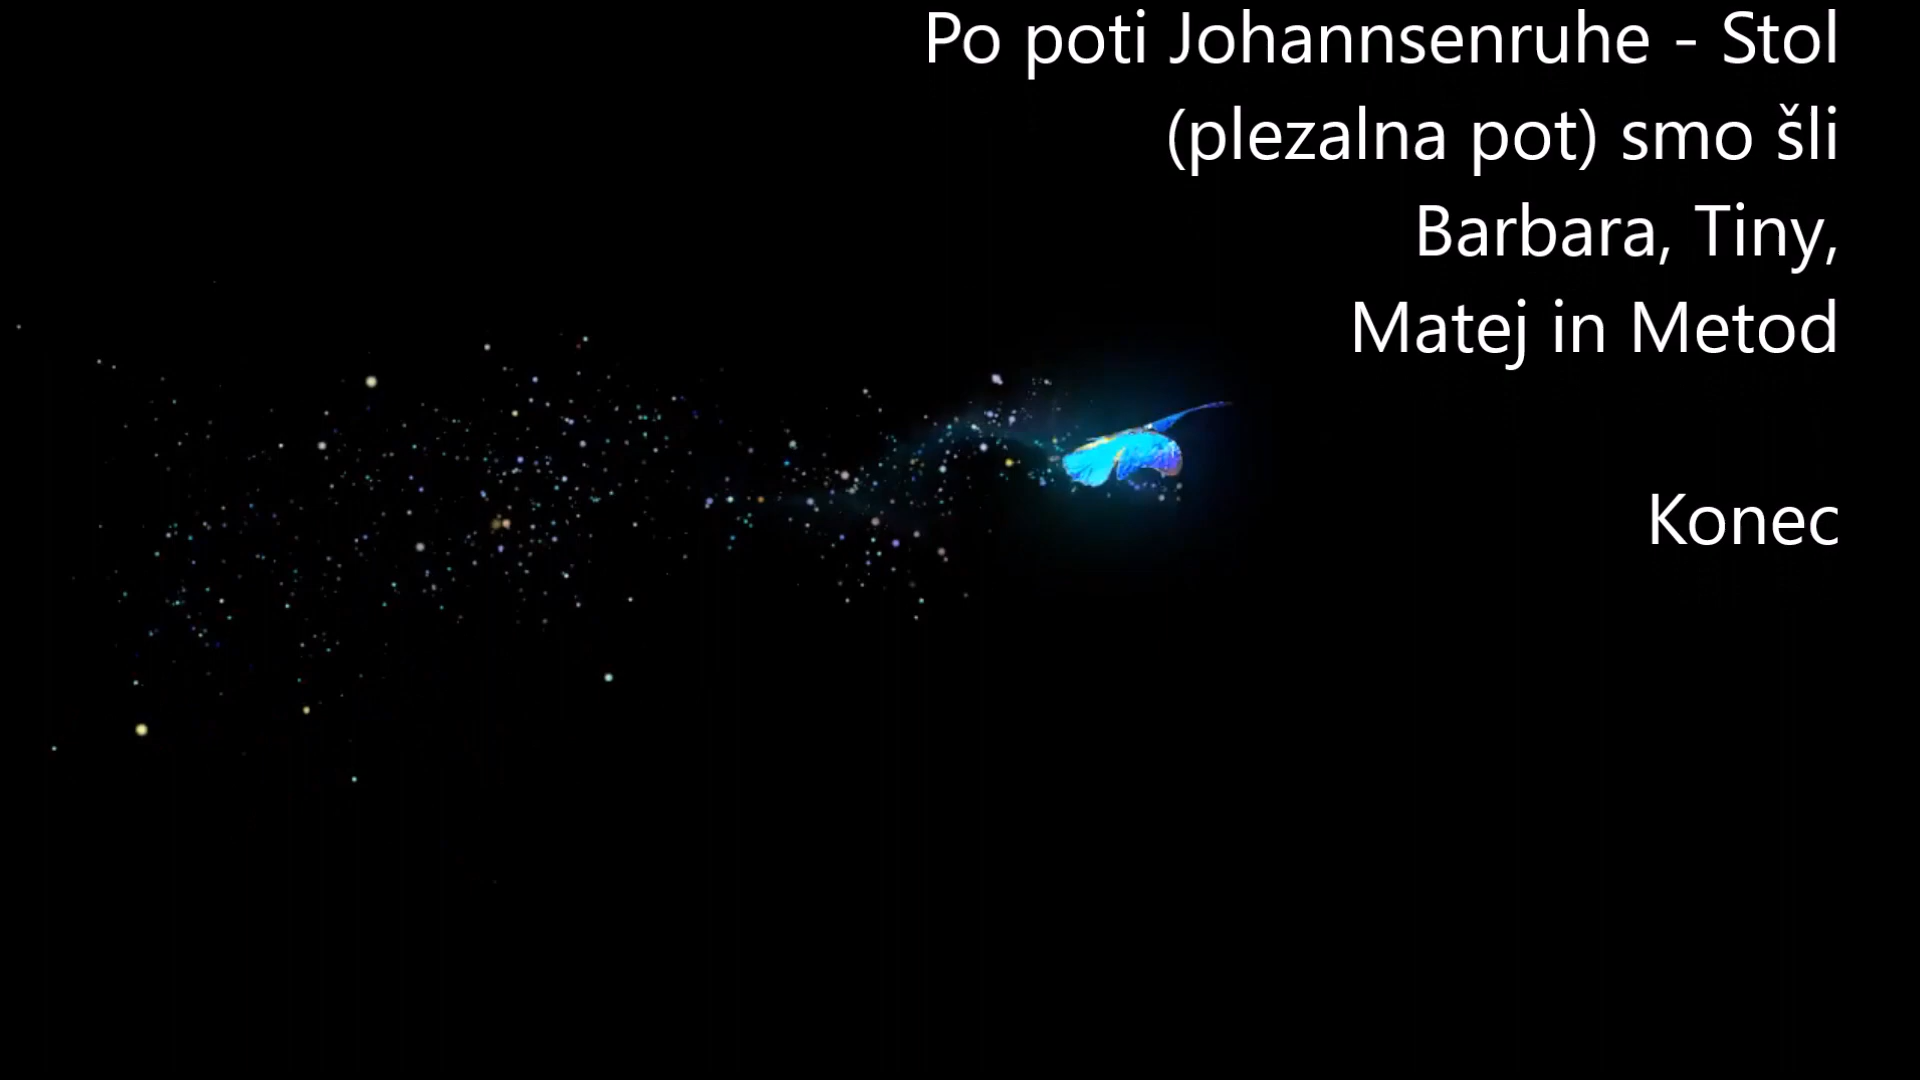 Po poti Johannsenruhe - Stol
(plezalna pot) smo šli
Barbara, Tiny,
Matej in Metod
Konec